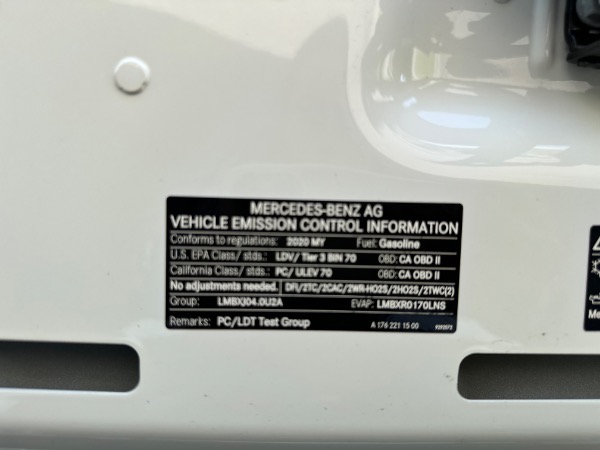 MERCEDES-BENZ AG
VEHICLE EMISSION CONTROL INFORMATION
Conforms to regulations: 2020 MY Fuel: Gasoline
U.S. EPA Class / stds.: LDV/ Tier 3 BIN 70 OBD: CA OBD II
California Class / stds.: PC/ ULEV 70 OBD: CA OBD II
No adjustments needed. DFI/2TC/2CAC/2WR-HO2S/2HO2S/2TWC(2)
Group: LMBXJ04.0U2A EVAP: LMBXR0170LNS
Remarks: PC/LDT Test Group A 176 221 15 00
Me